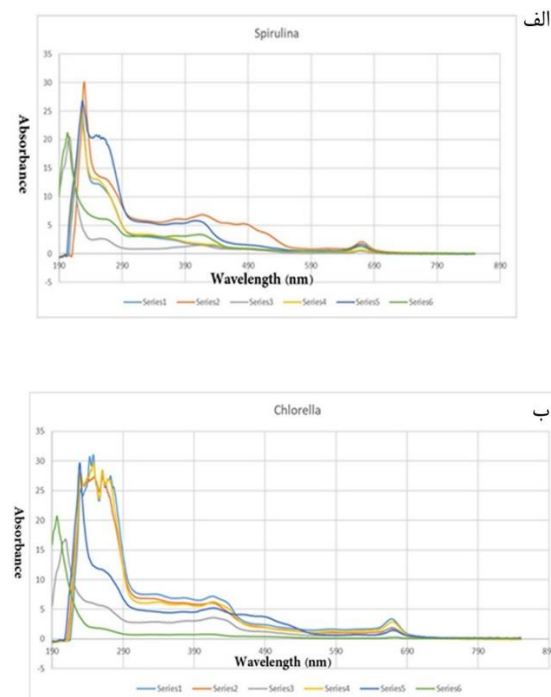 الف
Spirulina
35
30
25
20
15
10
5
0
-5
Absorbance
190 290 390 490 590 690 790 890
Wavelength (nm)
Series1 Series2 Series3 Series4 Series5 Series6
ب
Chlorella
35
30
25
20
15
10
5
0
-5
Absorbance
190 290 390 490 590 690 790 89
Wavelength (nm)
Series1 Series2 Series3 Series4 Series5 Series6